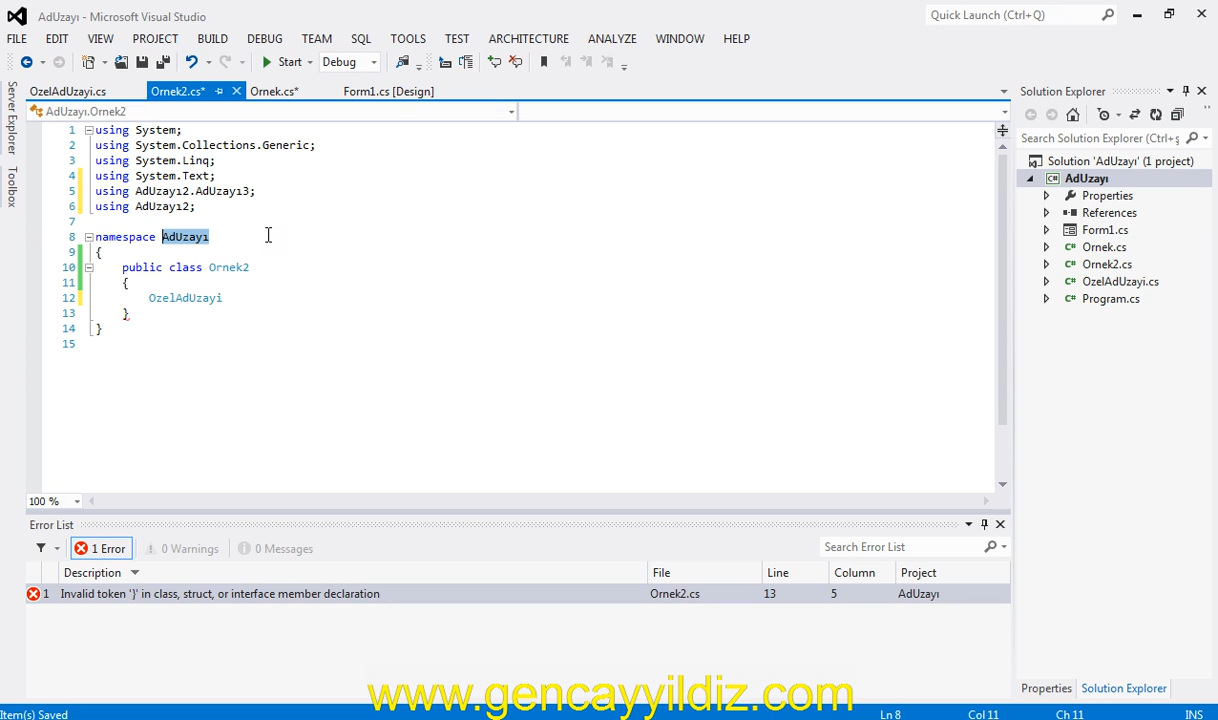 AdUzayı - Microsoft Visual Studio
Quick Launch (Ctrl+Q)
FILE EDIT VIEW PROJECT BUILD DEBUG TEAM SQL TOOLS TEST ARCHITECTURE ANALYZE WINDOW HELP
Start Debug
Server Explorer
Toolbox
OzelAdUzayi.cs Ornek2.cs* Ornek.cs* Form1.cs [Design]
AdUzayı.Ornek2
1 using System;
2 using System.Collections.Generic;
3 using System.Linq;
4 using System.Text;
5 using AdUzayı2.AdUzayı3;
6 using AdUzayı2;
7
8 namespace AdUzayı
9 {
10 public class Ornek2
11 {
12 OzelAdUzayi
13 }
14 }
15
100 %
Solution Explorer
Search Solution Explorer (Ctrl+ş
Solution 'AdUzayı' (1 project)
C# AdUzayı
Properties
References
C# Form1.cs
C# Ornek.cs
C# Ornek2.cs
C# OzelAdUzayi.cs
C# Program.cs
Properties Solution Explorer
Error List
1 Error 0 Warnings 0 Messages
Search Error List
Description File Line Column Project
1 Invalid token '}' in class, struct, or interface member declaration Ornek2.cs 13 5 AdUzayı
www.gencayyildiz.com
Item(s) Saved Ln 8 Col 11 Ch 11 INS